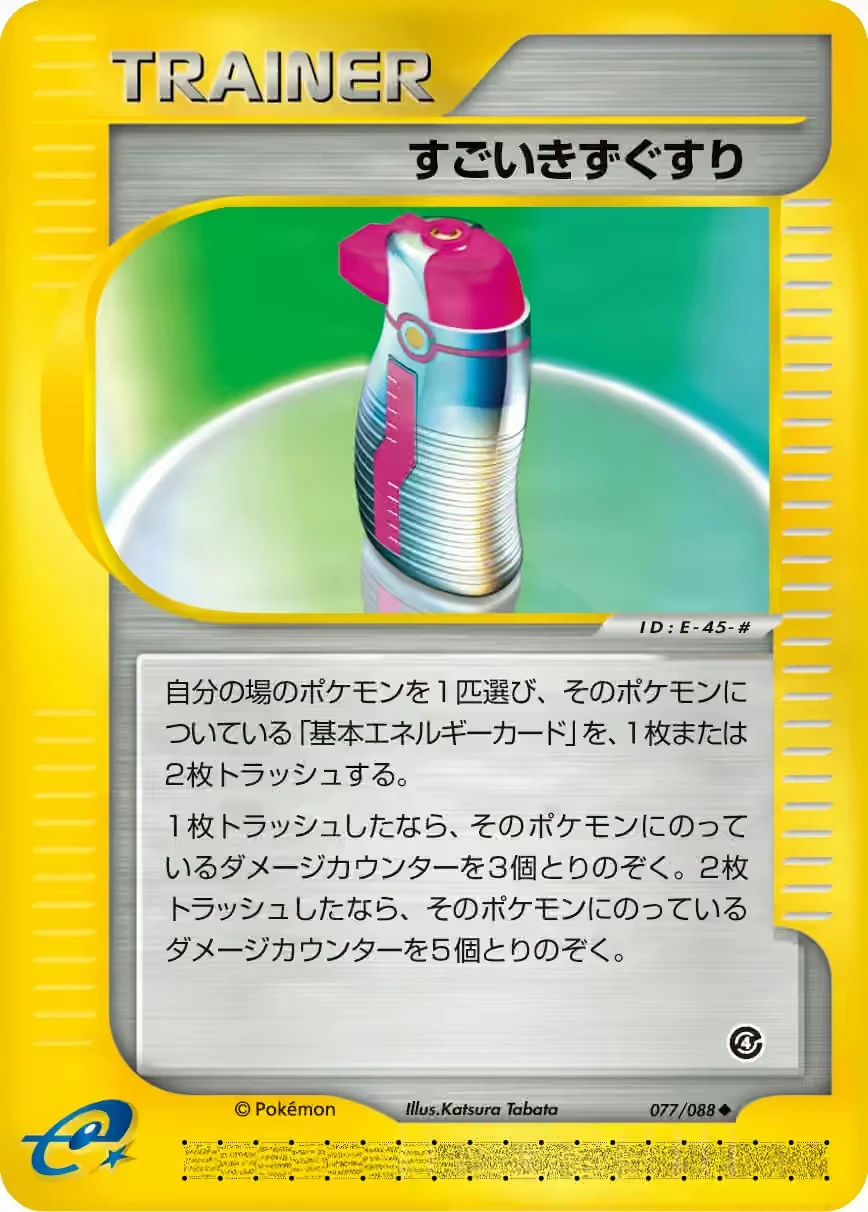 TRAINER
すごいきずぐすり
ID:E-45-#
自分の場のポケモンを1匹選び、そのポケモンに
ついている「基本エネルギーカード」を、1枚または
2枚トラッシュする。
1枚トラッシュしたなら、そのポケモンにのって
いるダメージカウンターを3個とりのぞく。2枚
トラッシュしたなら、そのポケモンにのっている
ダメージカウンターを5個とりのぞく。
4
© Pokémon Illus.Katsura Tabata 077/088◆
e